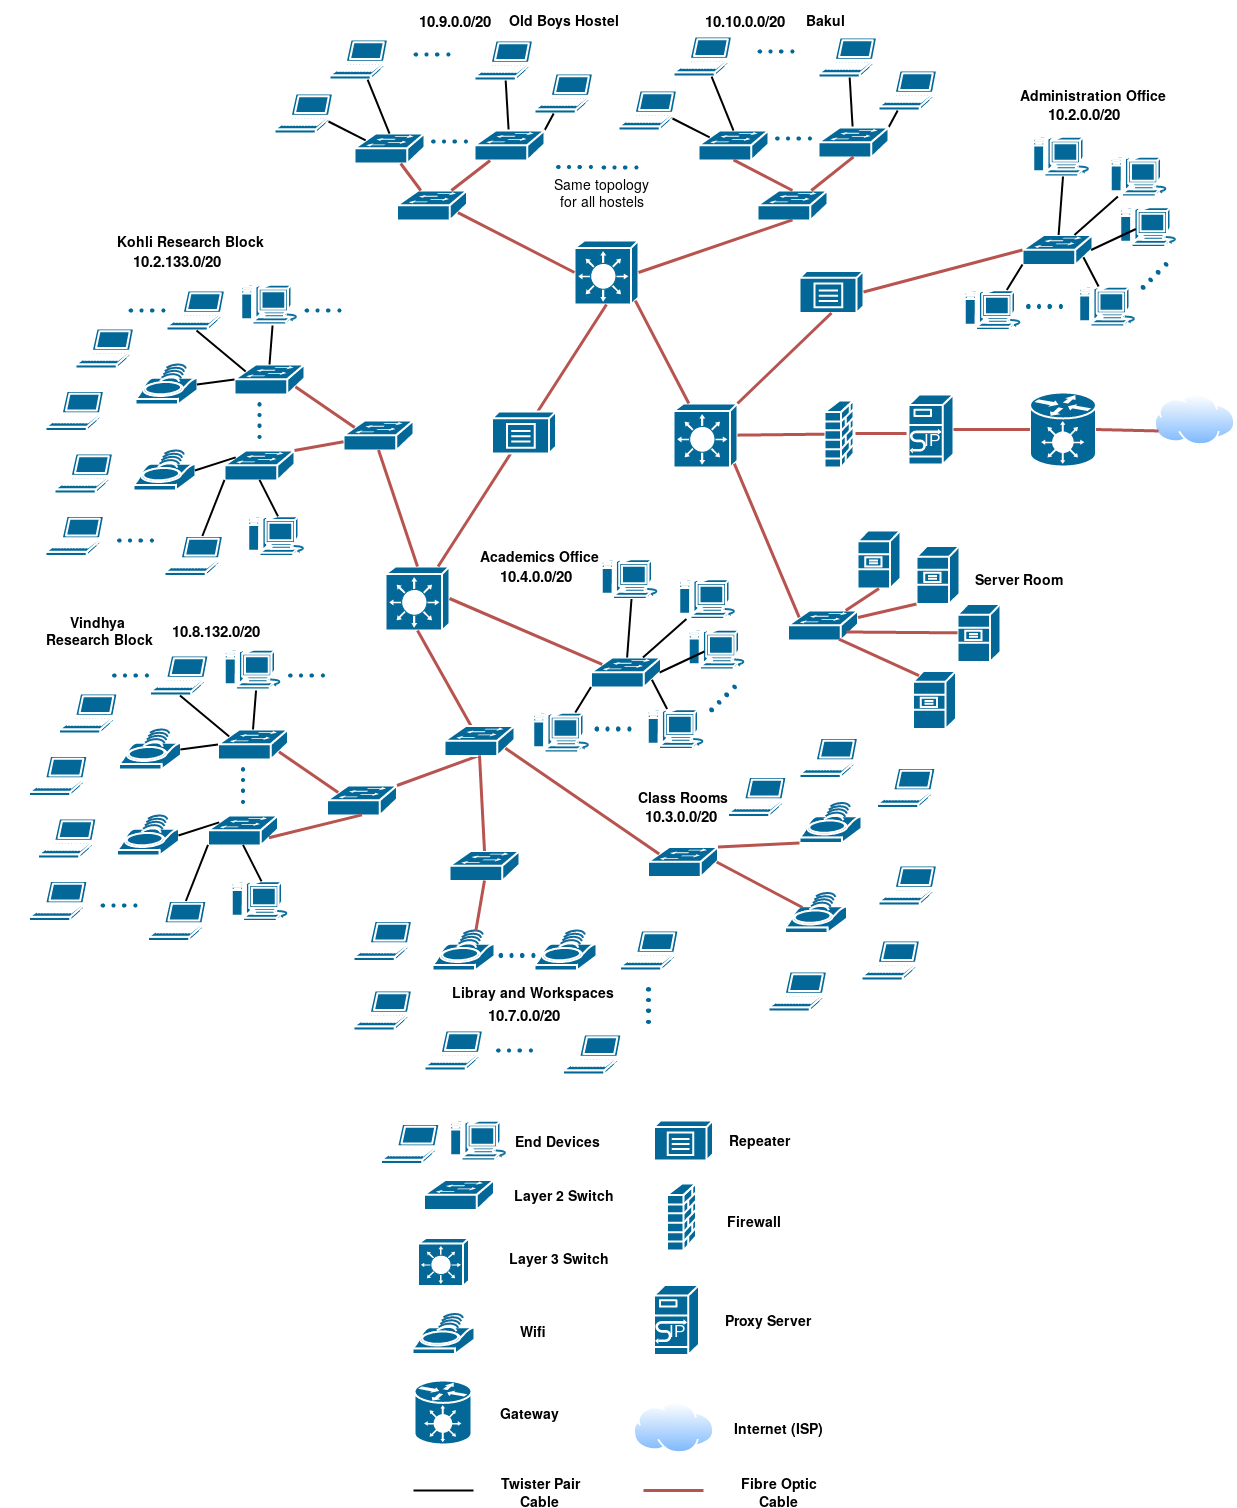 10.9.0.0/20 Old Boys Hostel
10.10.0.0/20 Bakul
Administration Office
10.2.0.0/20
Same topology
for all hostels
Kohli Research Block
10.2.133.0/20
Academics Office
10.4.0.0/20
Server Room
Vindhya
Research Block
10.8.132.0/20
Class Rooms
10.3.0.0/20
Libray and Workspaces
10.7.0.0/20
SIP
End Devices
Repeater
Layer 2 Switch
Firewall
Layer 3 Switch
Wifi
SIP
Proxy Server
Gateway
Internet (ISP)
Twister Pair
Cable
Fibre Optic
Cable